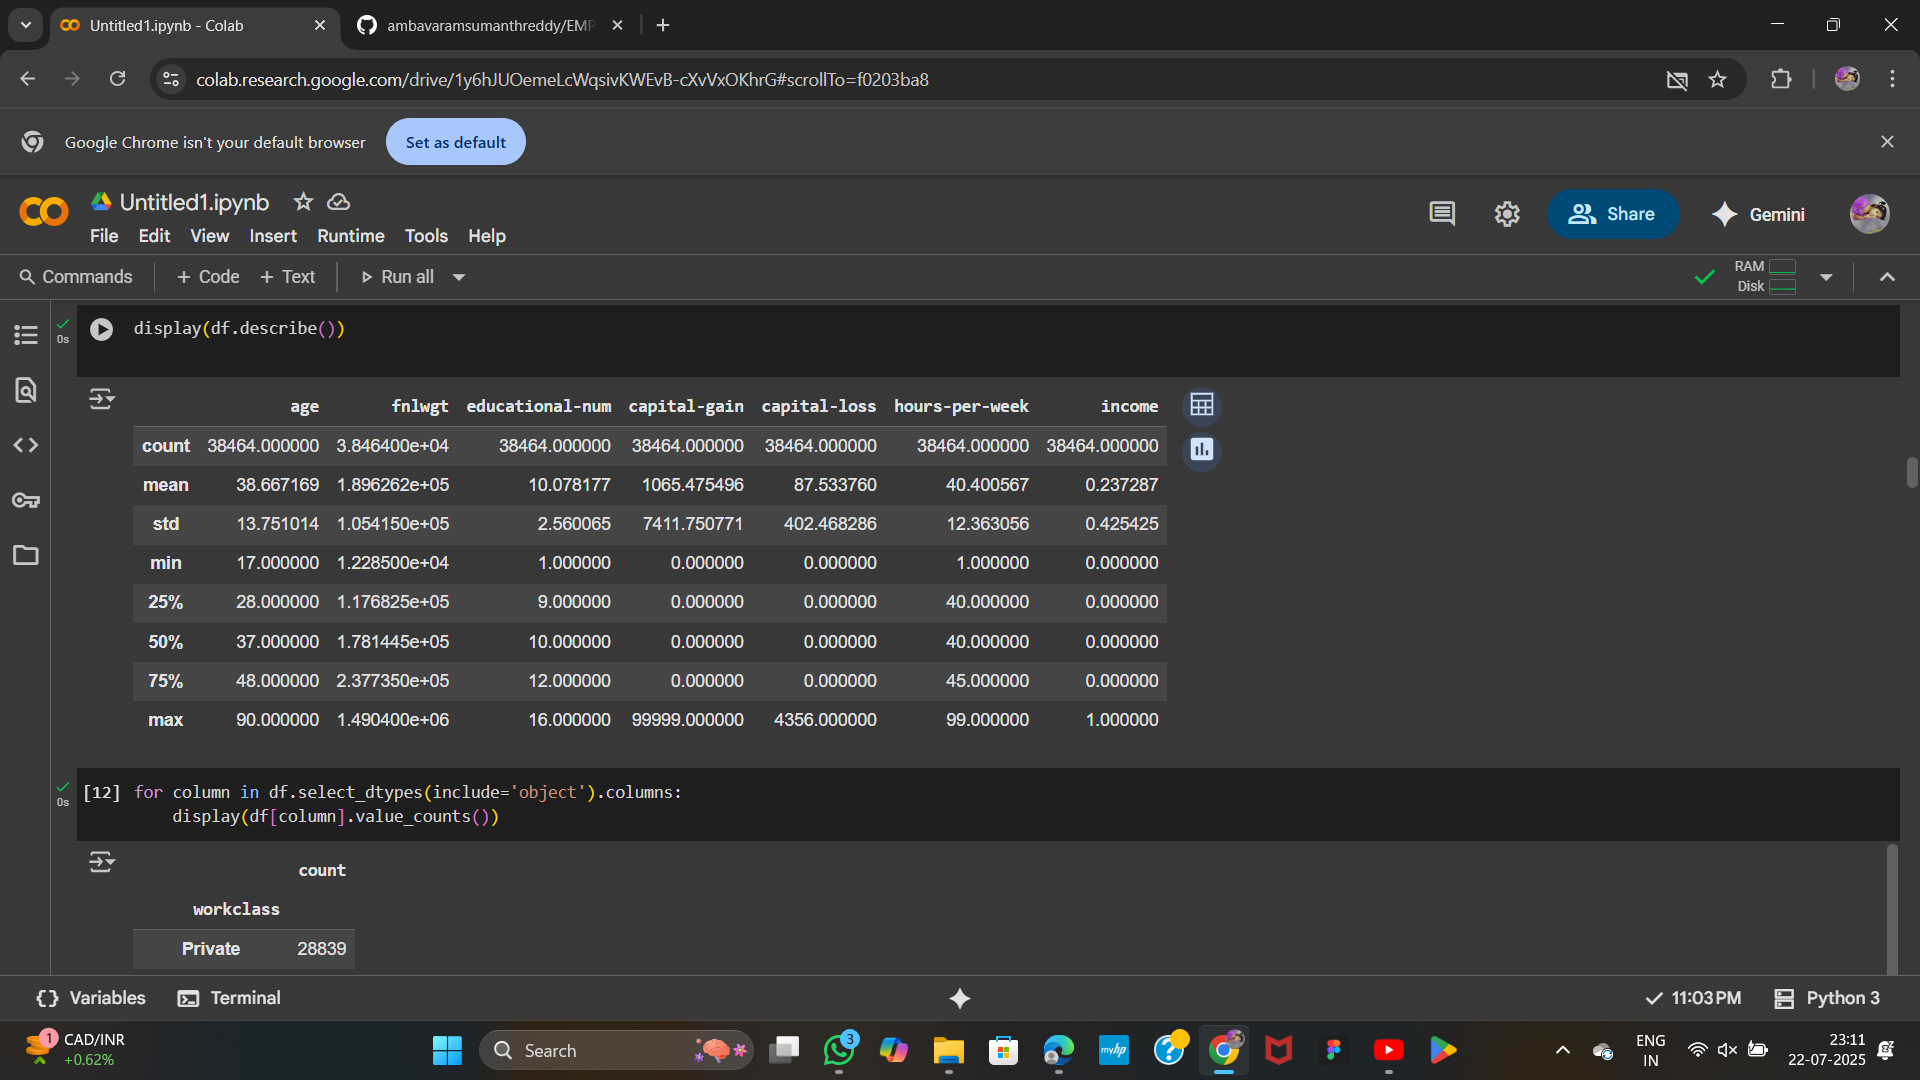 Untitled1.ipynb - Colab
ambavaramsumanthreddy/EMP
colab.research.google.com/drive/1y6hJUOemeLcWqsivKWEvB-cXvVxOKhrG#scrollTo=f0203ba8
Google Chrome isn't your default browser Set as default
Untitled1.ipynb
File Edit View Insert Runtime Tools Help
Share Gemini
Commands + Code + Text Run all
RAM
Disk
0s display(df.describe())
age fnlwgt educational-num capital-gain capital-loss hours-per-week income
count 38464.000000 3.846400e+04 38464.000000 38464.000000 38464.000000 38464.000000 38464.000000
mean 38.667169 1.896262e+05 10.078177 1065.475496 87.533760 40.400567 0.237287
std 13.751014 1.054150e+05 2.560065 7411.750771 402.468286 12.363056 0.425425
min 17.000000 1.228500e+04 1.000000 0.000000 0.000000 1.000000 0.000000
25% 28.000000 1.176825e+05 9.000000 0.000000 0.000000 40.000000 0.000000
50% 37.000000 1.781445e+05 10.000000 0.000000 0.000000 40.000000 0.000000
75% 48.000000 2.377350e+05 12.000000 0.000000 0.000000 45.000000 0.000000
max 90.000000 1.490400e+06 16.000000 99999.000000 4356.000000 99.000000 1.000000
0s [12] for column in df.select_dtypes(include='object').columns:
display(df[column].value_counts())
count
workclass
Private 28839
Variables Terminal
11:03 PM Python 3
1 CAD/INR
+0.62%
Search
3
myhp
ENG
IN
23:11
22-07-2025